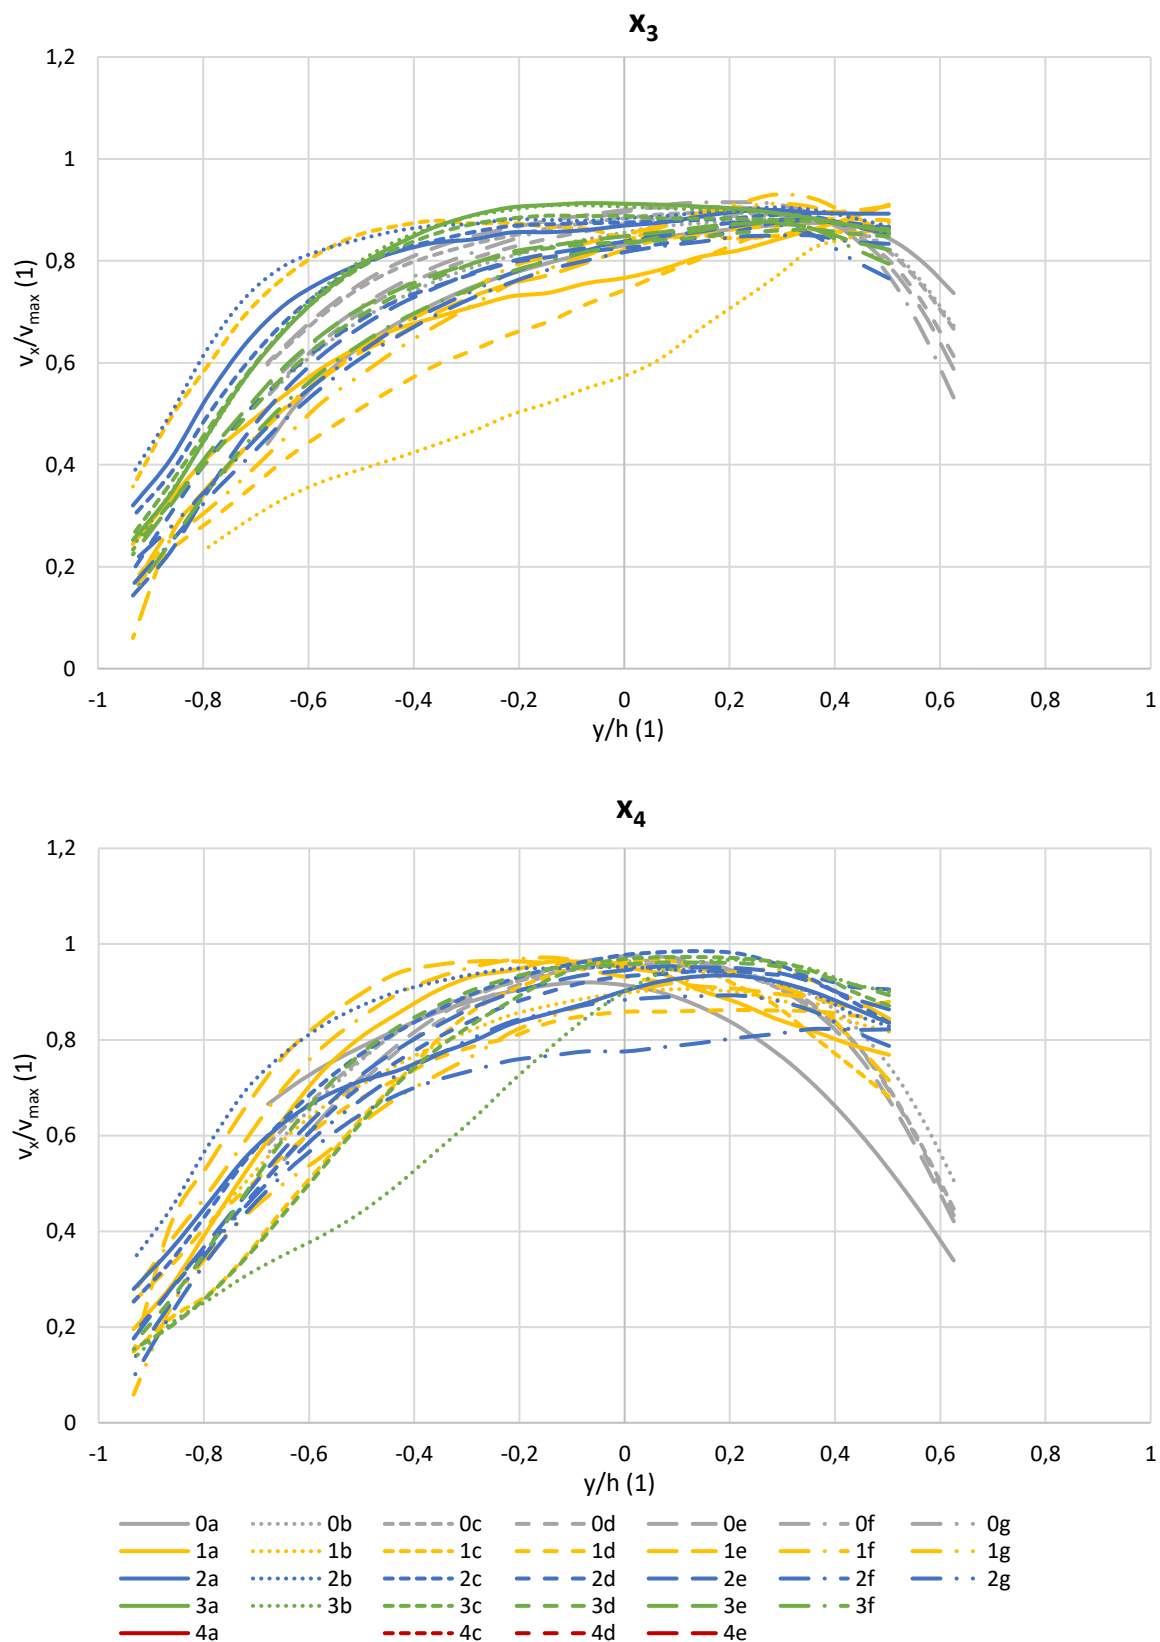 x₃
1,2
1
0,8
0,6
0,4
0,2
0
vₓ/vₘₐₓ (1)
-1 -0,8 -0,6 -0,4 -0,2 0 0,2 0,4 0,6 0,8 1
y/h (1)
x₄
1,2
1
0,8
0,6
0,4
0,2
0
vₓ/vₘₐₓ (1)
-1 -0,8 -0,6 -0,4 -0,2 0 0,2 0,4 0,6 0,8 1
y/h (1)
0a 0b 0c 0d 0e 0f 0g
1a 1b 1c 1d 1e 1f 1g
2a 2b 2c 2d 2e 2f 2g
3a 3b 3c 3d 3e 3f
4a 4c 4d 4e